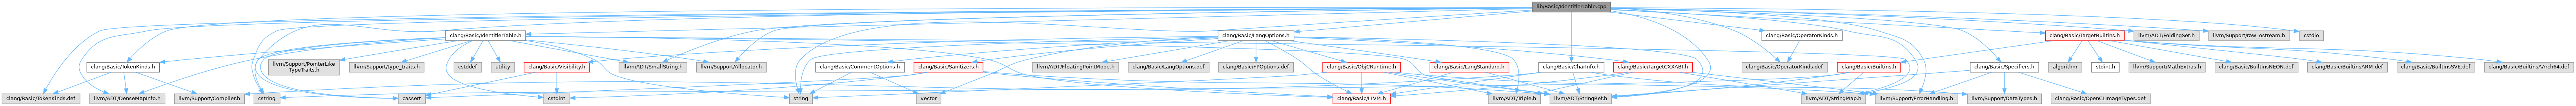 lib/Basic/IdentifierTable.cpp
clang/Basic/IdentifierTable.h
clang/Basic/LangOptions.h
clang/Basic/OperatorKinds.h
clang/Basic/TargetBuiltins.h
llvm/ADT/FoldingSet.h
llvm/Support/raw_ostream.h
cstdio
clang/Basic/TokenKinds.h
llvm/Support/PointerLike
TypeTraits.h
llvm/Support/type_traits.h
cstddef
utility
clang/Basic/Visibility.h
llvm/ADT/SmallString.h
llvm/Support/Allocator.h
clang/Basic/CommentOptions.h
clang/Basic/Sanitizers.h
llvm/ADT/FloatingPointMode.h
clang/Basic/LangOptions.def
clang/Basic/FPOptions.def
clang/Basic/ObjCRuntime.h
clang/Basic/LangStandard.h
clang/Basic/CharInfo.h
clang/Basic/TargetCXXABI.h
clang/Basic/OperatorKinds.def
clang/Basic/Builtins.h
clang/Basic/Specifiers.h
algorithm
stdint.h
llvm/Support/MathExtras.h
clang/Basic/BuiltinsNEON.def
clang/Basic/BuiltinsARM.def
clang/Basic/BuiltinsSVE.def
clang/Basic/BuiltinsAArch64.def
clang/Basic/TokenKinds.def
llvm/ADT/DenseMapInfo.h
llvm/Support/Compiler.h
cstring
cassert
cstdint
string
vector
clang/Basic/LLVM.h
llvm/ADT/Triple.h
llvm/ADT/StringRef.h
llvm/ADT/StringMap.h
llvm/Support/ErrorHandling.h
llvm/Support/DataTypes.h
clang/Basic/OpenCLImageTypes.def